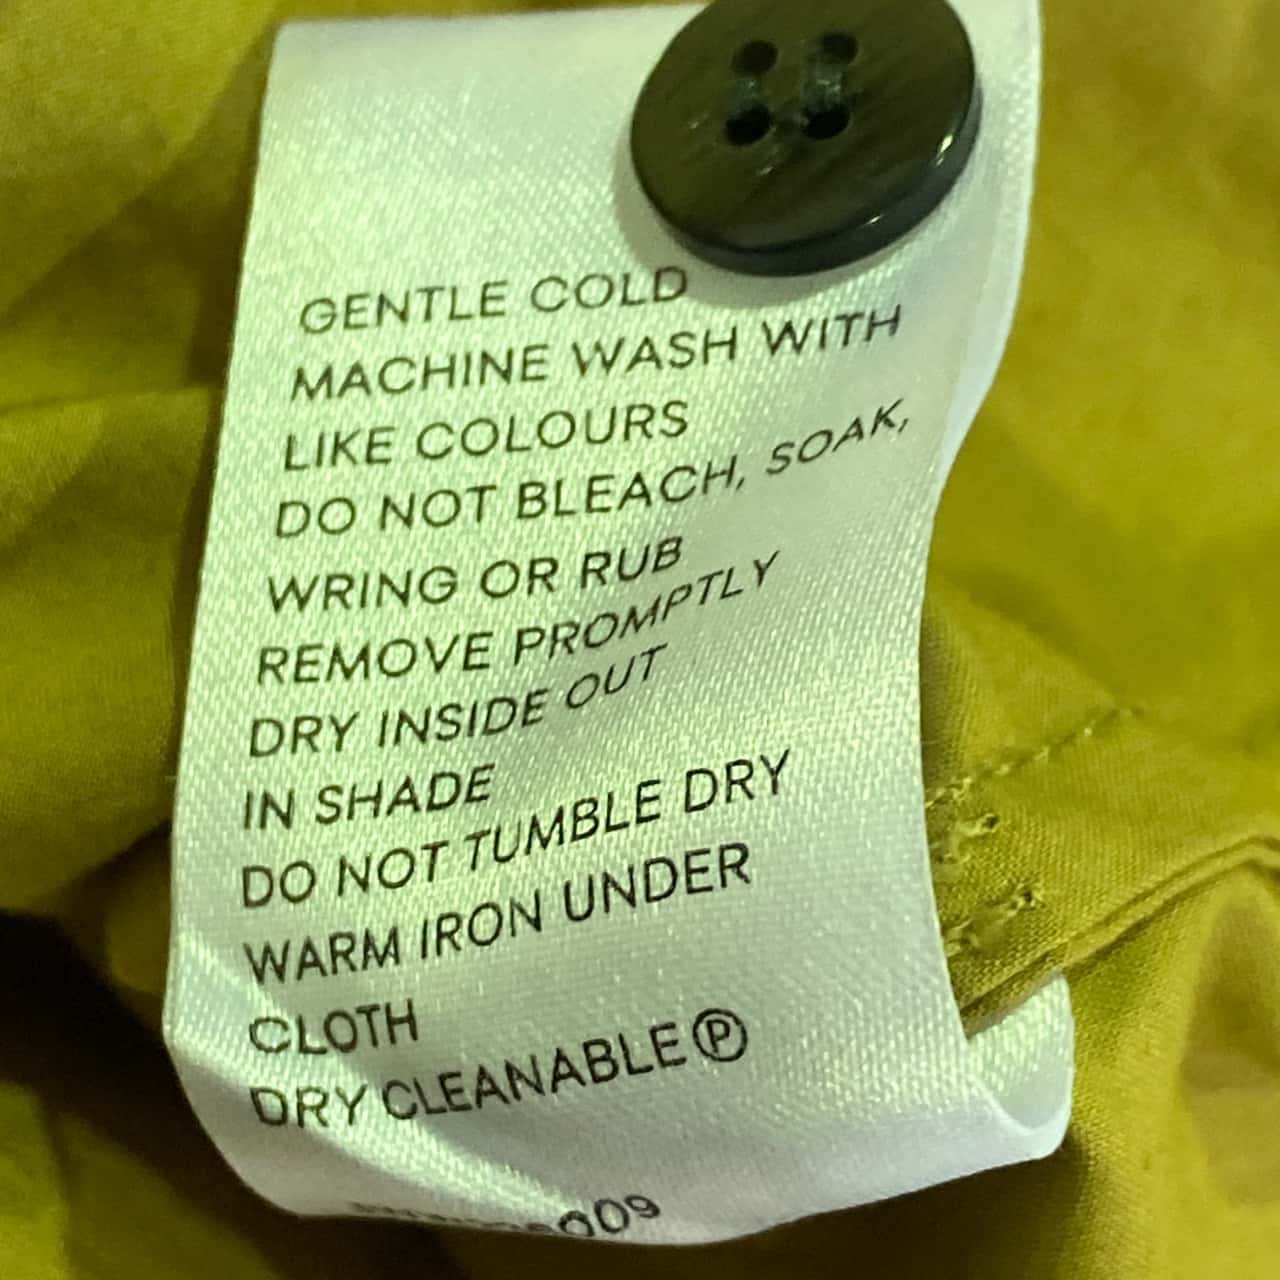 GENTLE COLD
MACHINE WASH WITH
LIKE COLOURS
DO NOT BLEACH, SOAK,
WRING OR RUB
REMOVE PROMPTLY
DRY INSIDE OUT
IN SHADE
DO NOT TUMBLE DRY
WARM IRON UNDER
CLOTH
DRY CLEANABLE Ⓟ